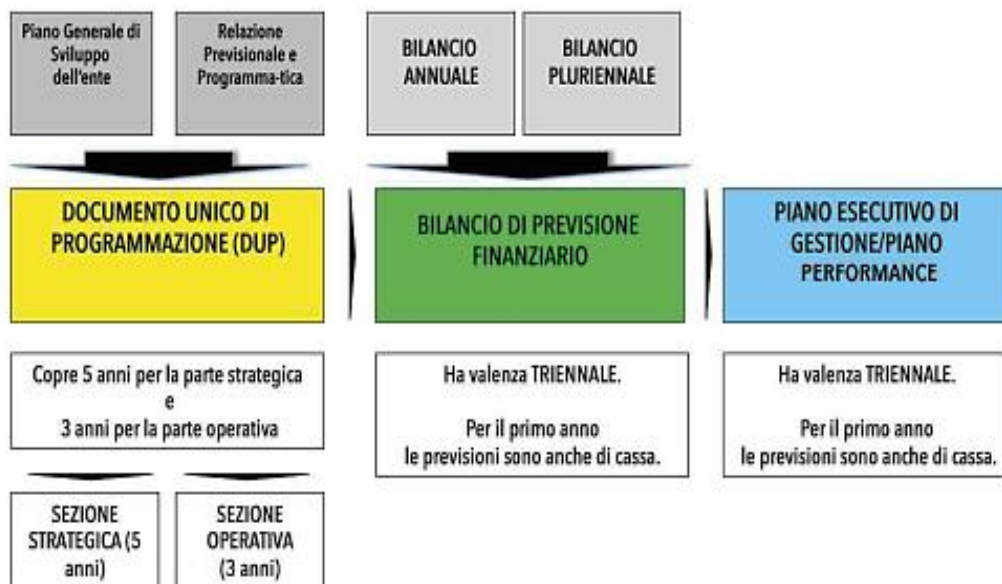 Piano Generale di
Sviluppo
dell'ente
Relazione
Previsionale e
Programma-tica
BILANCIO
ANNUALE
BILANCIO
PLURIENNALE
DOCUMENTO UNICO DI
PROGRAMMAZIONE (DUP)
BILANCIO DI PREVISIONE
FINANZIARIO
PIANO ESECUTIVO DI
GESTIONE/PIANO
PERFORMANCE
Copre 5 anni per la parte strategica
e
3 anni per la parte operativa
Ha valenza TRIENNALE.
Per il primo anno
le previsioni sono anche di cassa.
Ha valenza TRIENNALE.
Per il primo anno
le previsioni sono anche di cassa.
SEZIONE
STRATEGICA (5
anni)
SEZIONE
OPERATIVA
(3 anni)